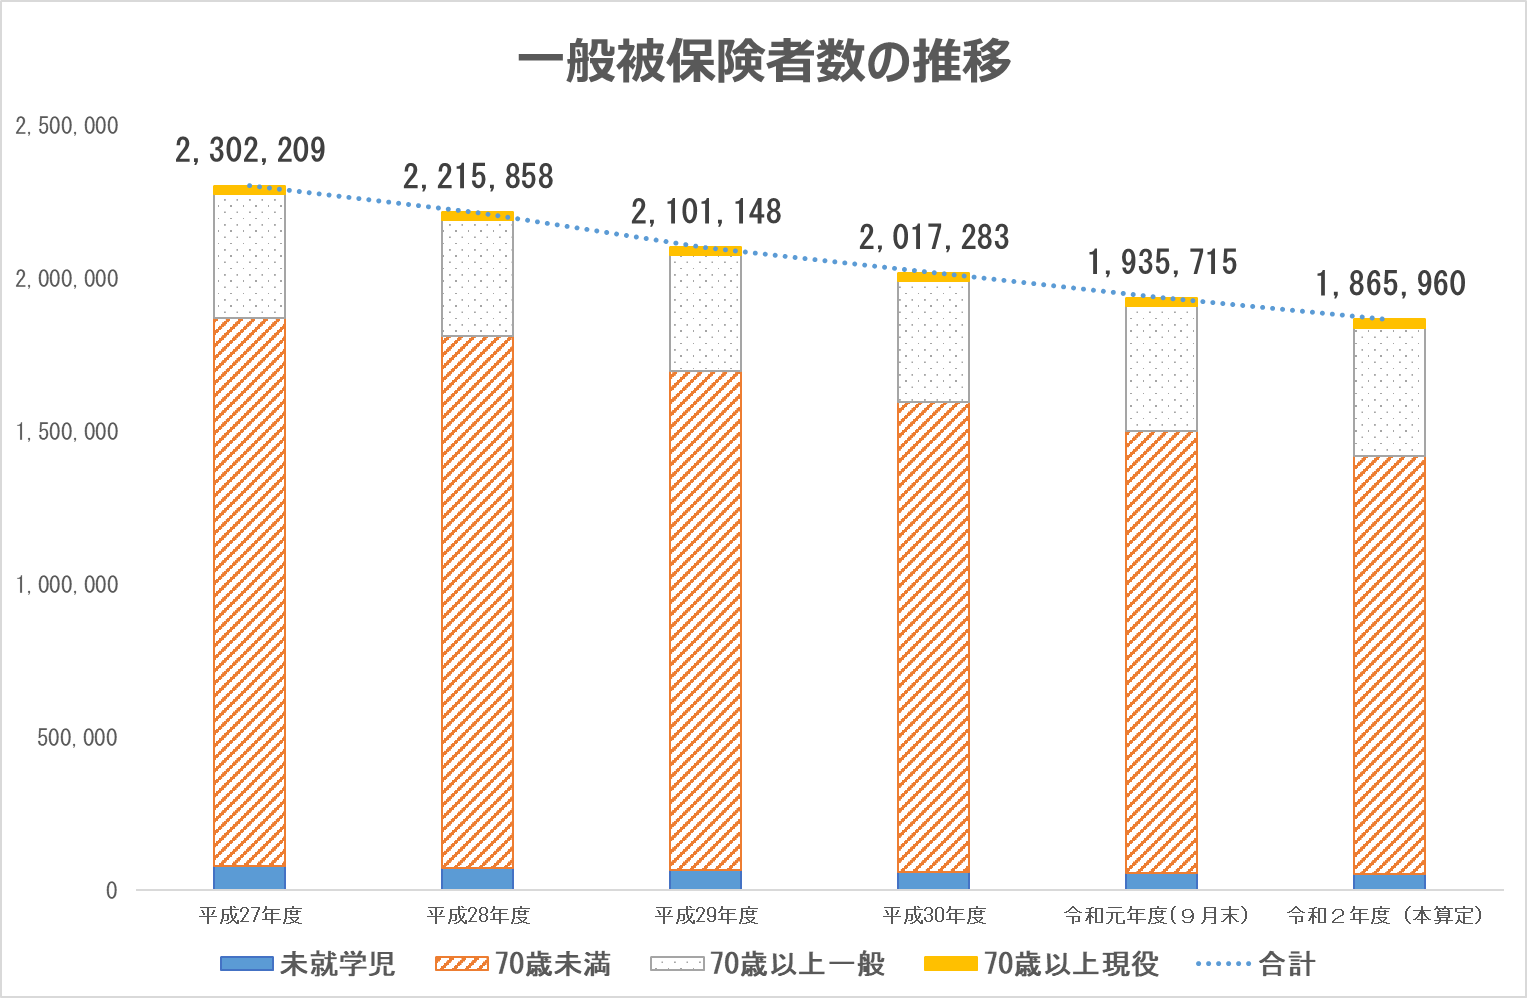 一般被保険者数の推移
2,500,000
2,000,000
1,500,000
1,000,000
500,000
0
2,302,209
2,215,858
2,101,148
2,017,283
1,935,715
1,865,960
平成27年度
平成28年度
平成29年度
平成30年度
令和元年度(９月末)
令和２年度（本算定）
未就学児
70歳未満
70歳以上一般
70歳以上現役
合計